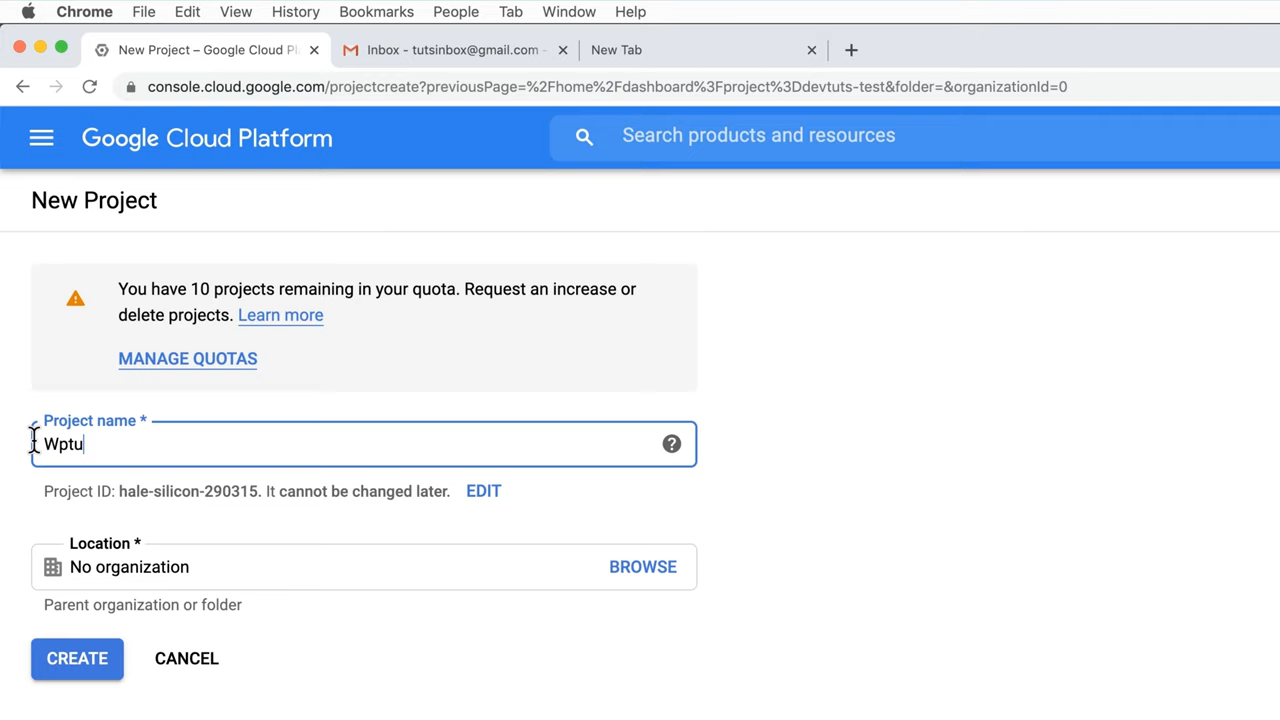 Chrome File Edit View History Bookmarks People Tab Window Help
New Project – Google Cloud Pl Inbox - tutsinbox@gmail.com - New Tab
console.cloud.google.com/projectcreate?previousPage=%2Fhome%2Fdashboard%3Fproject%3Ddevtuts-test&folder=&organizationId=0
Google Cloud Platform Search products and resources
New Project
You have 10 projects remaining in your quota. Request an increase or
delete projects. Learn more
MANAGE QUOTAS
Project name *
Wptu
Project ID: hale-silicon-290315. It cannot be changed later. EDIT
Location *
No organization BROWSE
Parent organization or folder
CREATE CANCEL